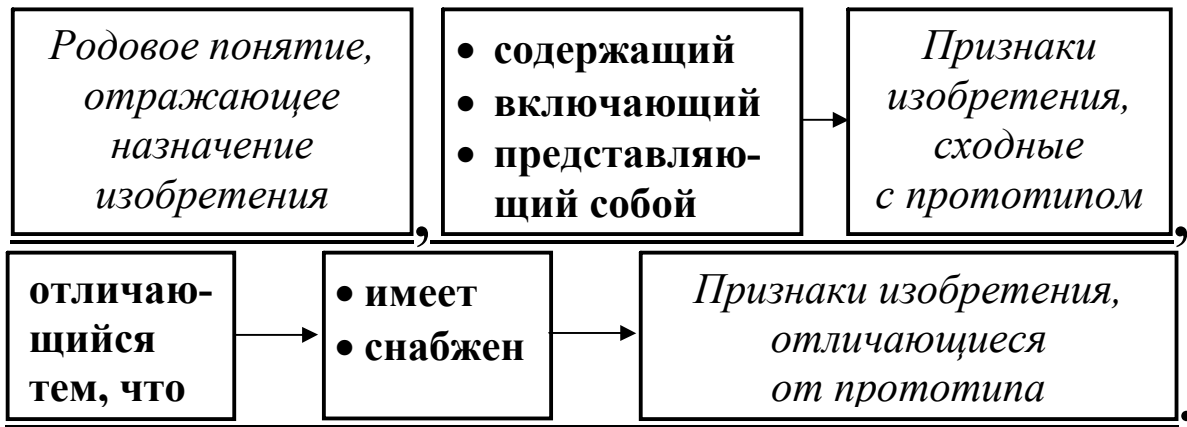 Родовое понятие,
отражающее
назначение
изобретения
,
• содержащий
• включающий
• представляю-
щий собой
Признаки
изобретения,
сходные
с прототипом
,
отличаю-
щийся
тем, что
• имеет
• снабжен
Признаки изобретения,
отличающиеся
от прототипа
.